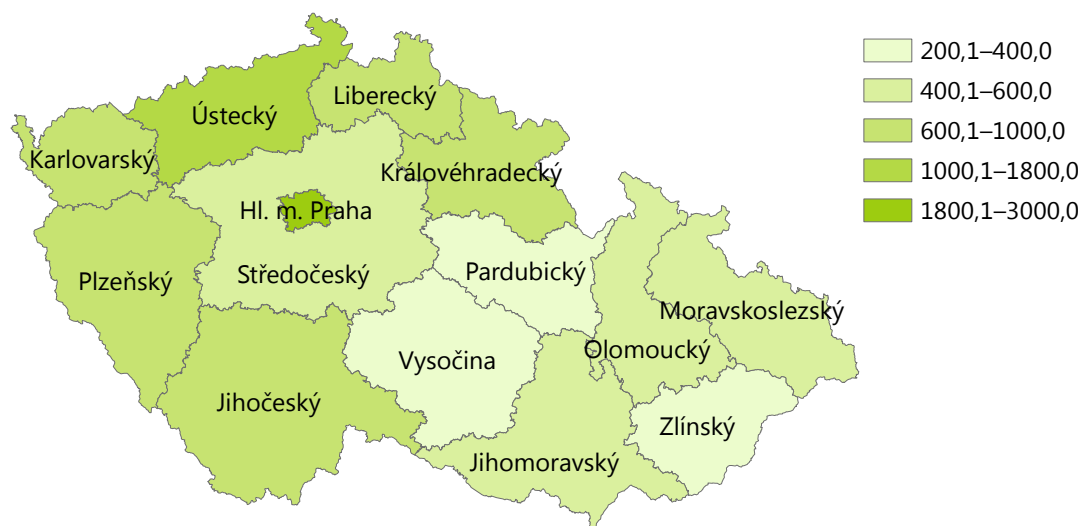 200,1–400,0
400,1–600,0
600,1–1000,0
1000,1–1800,0
1800,1–3000,0
Liberecký
Ústecký
Karlovarský
Královéhradecký
Hl. m. Praha
Středočeský
Pardubický
Plzeňský
Moravskoslezský
Olomoucký
Vysočina
Jihočeský
Zlínský
Jihomoravský